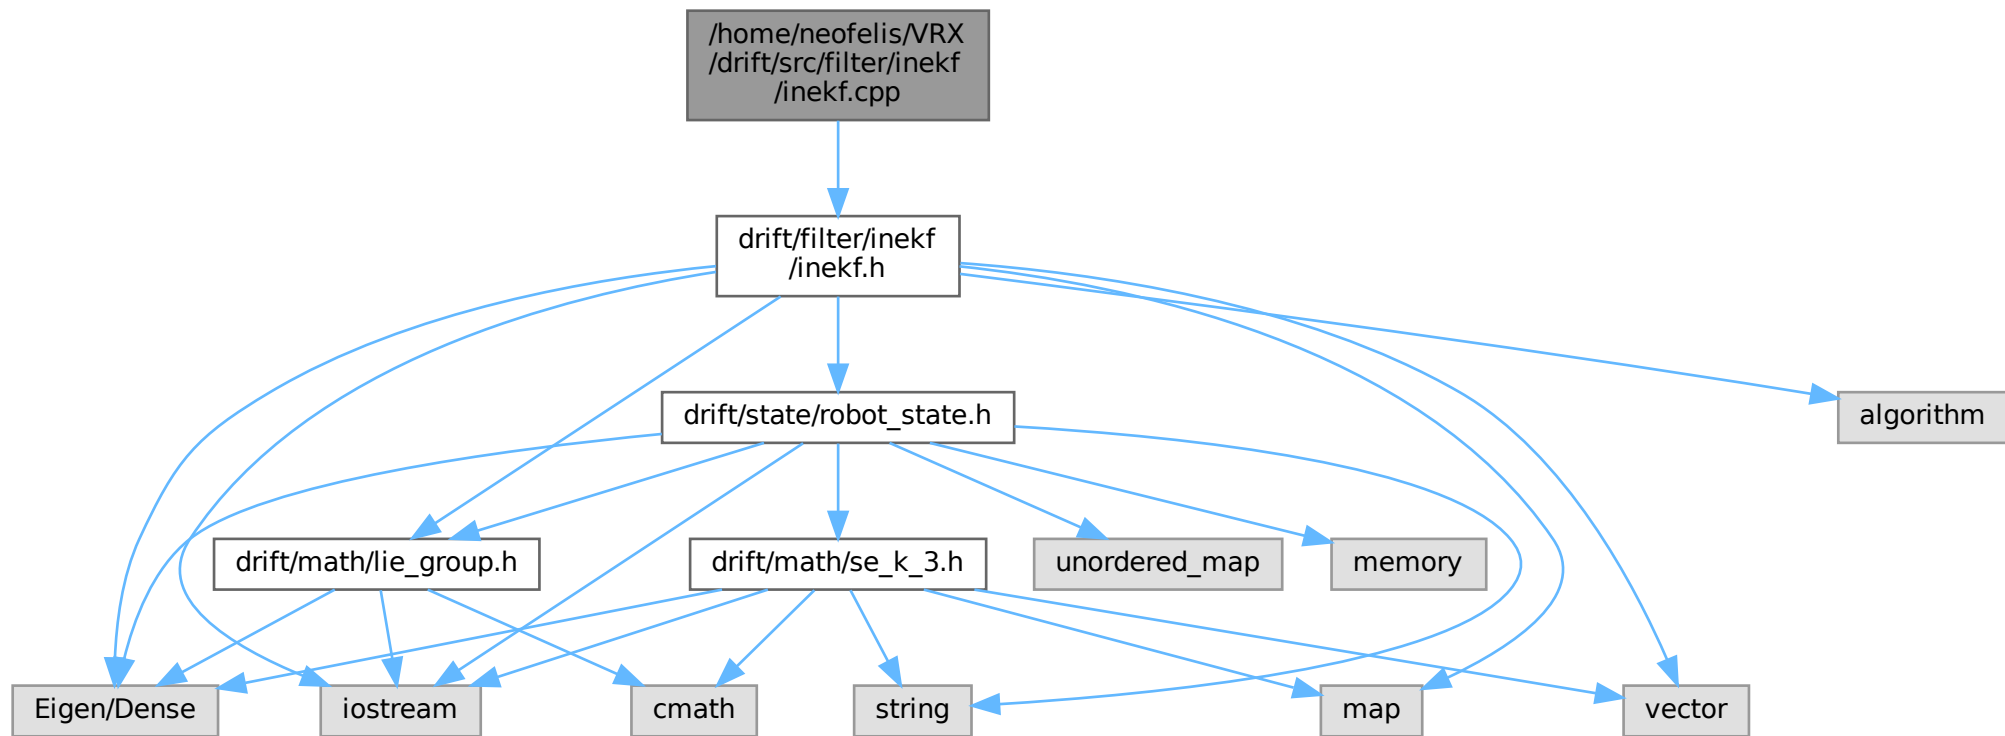 /home/neofelis/VRX
/drift/src/filter/inekf
/inekf.cpp
drift/filter/inekf
/inekf.h
drift/state/robot_state.h
algorithm
drift/math/lie_group.h
drift/math/se_k_3.h
unordered_map
memory
Eigen/Dense
iostream
cmath
string
map
vector